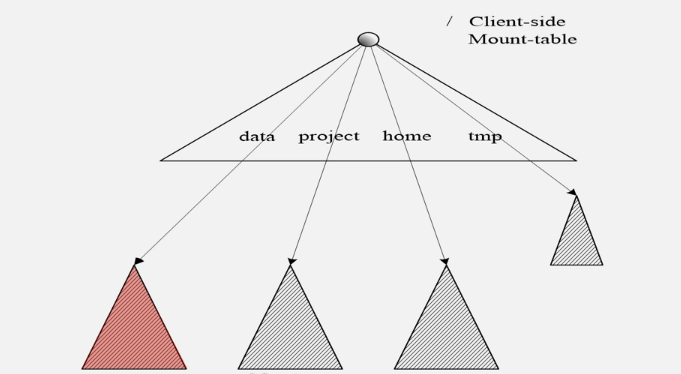 / Client-side
Mount-table
data project home tmp